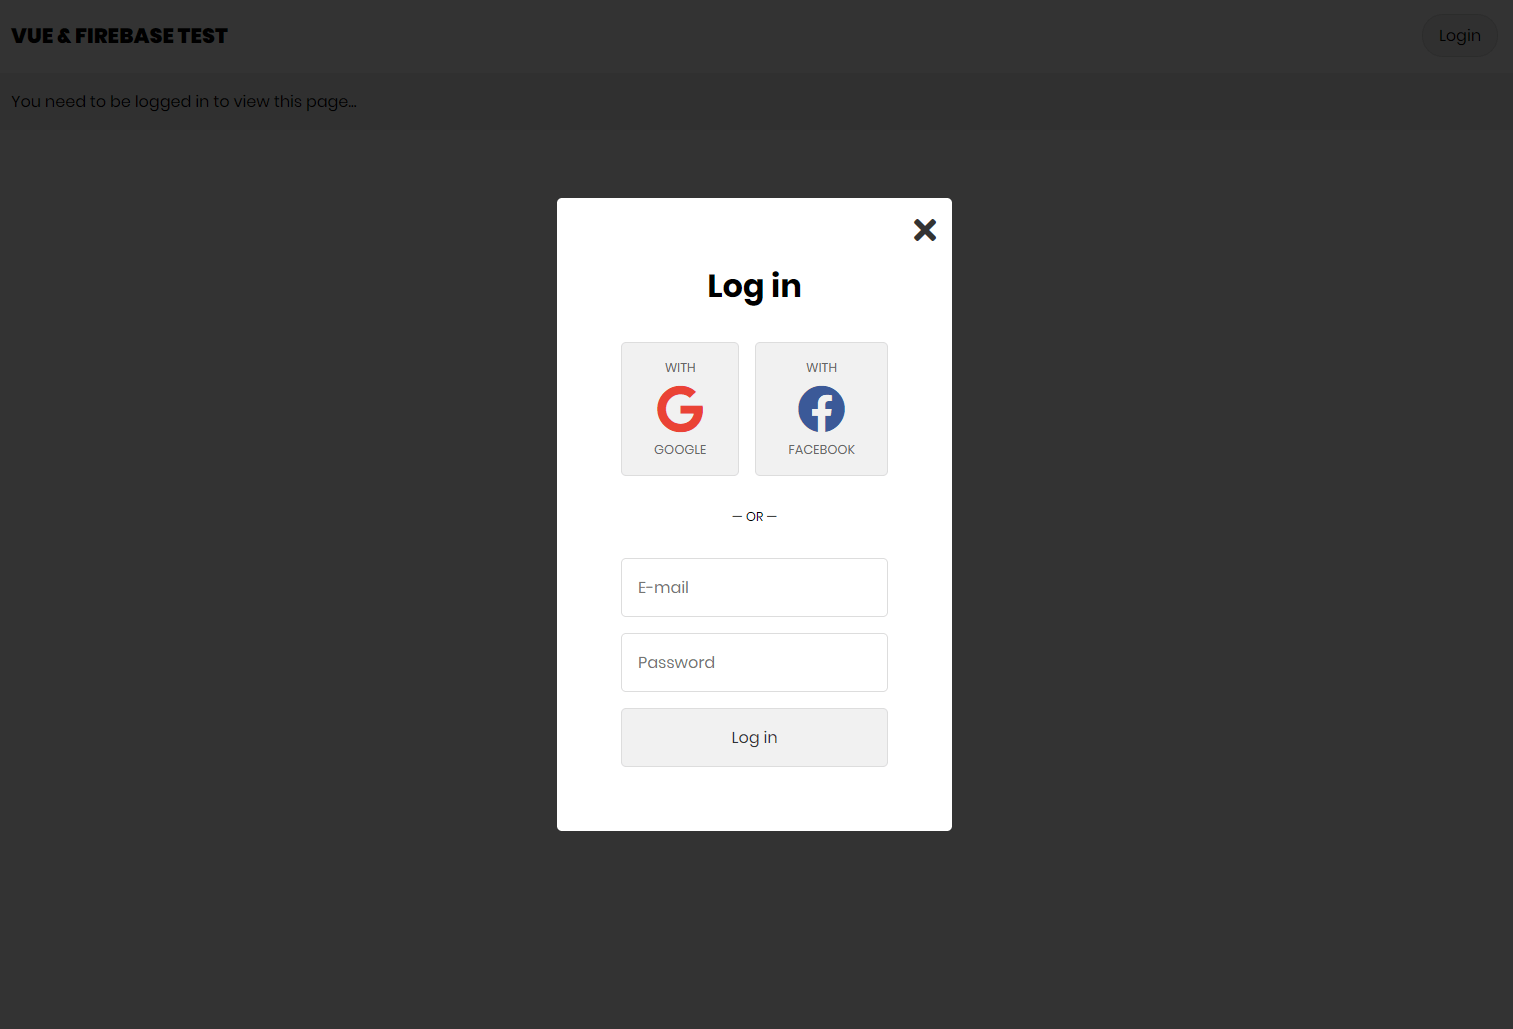 VUE & FIREBASE TEST
Login
You need to be logged in to view this page...
Log in
WITH
GOOGLE
WITH
FACEBOOK
— OR —
E-mail
Password
Log in